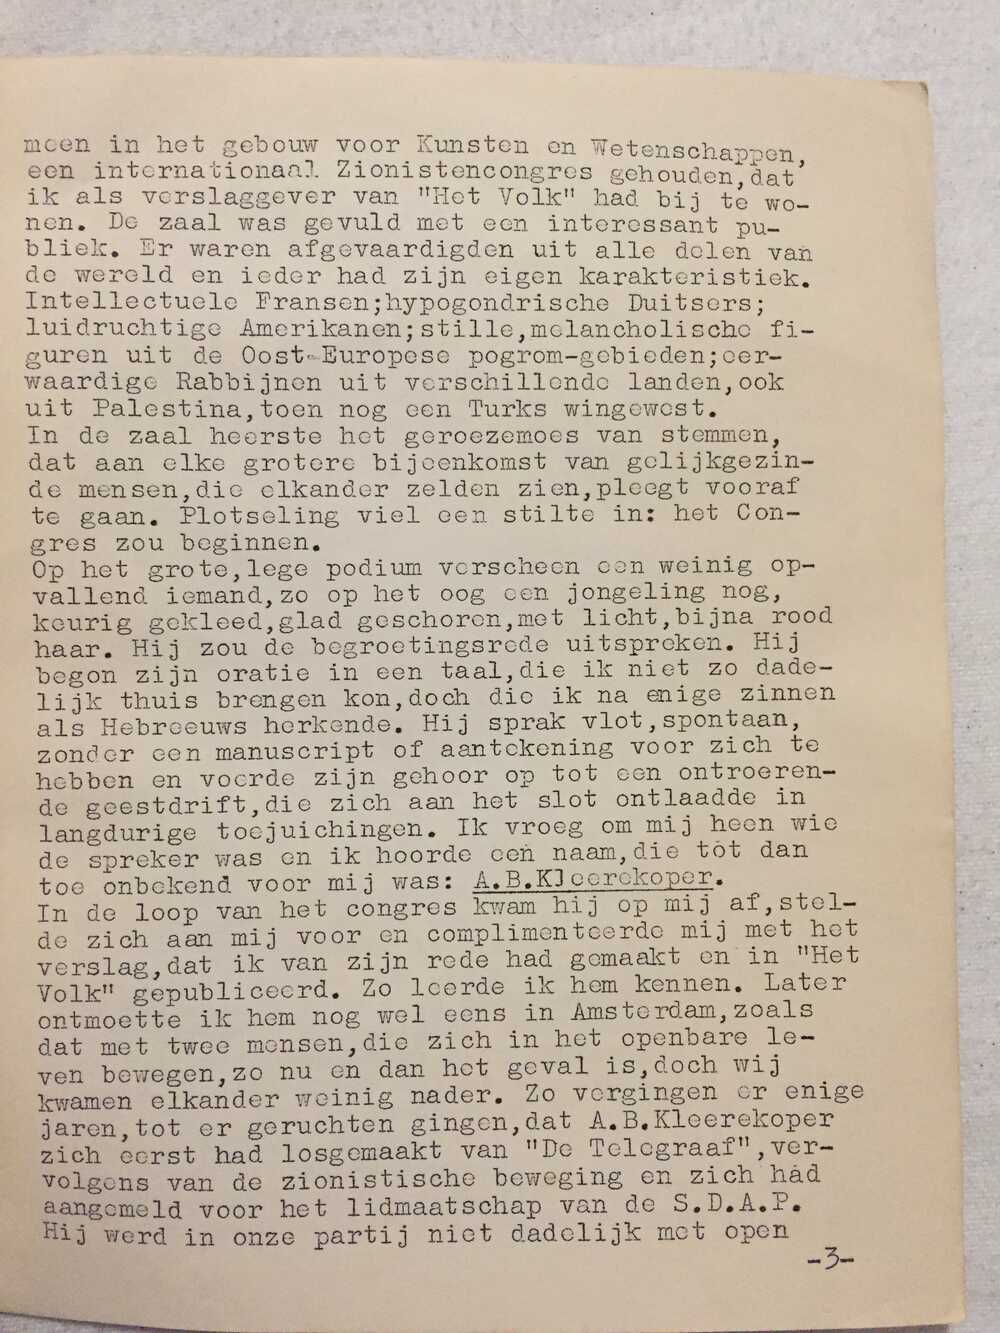 meen in het gebouw voor Kunsten en Wetenschappen,
een internationaal Zionistencongres gehouden,dat
ik als verslaggever van "Het Volk" had bij te wo-
nen. De zaal was gevuld met een interessant pu-
bliek. Er waren afgevaardigden uit alle delen van
de wereld en ieder had zijn eigen karakteristiek.
Intellectuele Fransen;hypogondrische Duitsers;
luidruchtige Amerikanen;stille,melancholische fi-
guren uit de Oost-Europese pogrom-gebieden;eer-
waardige Rabbijnen uit verschillende landen,ook
uit Palestina,toen nog een Turks wingewest.
In de zaal heerste het geroezemoes van stemmen,
dat aan elke grotere bijeenkomst van gelijkgezin-
de mensen,die elkander zelden zien,pleegt vooraf
te gaan. Plotseling viel een stilte in: het Con-
gres zou beginnen.
Op het grote,lege podium verscheen een weinig op-
vallend iemand,zo op het oog een jongeling nog,
keurig gekleed,glad geschoren,met licht,bijna rood
haar. Hij zou de begroetingsrede uitspreken. Hij
begon zijn oratie in een taal,die ik niet zo dade-
lijk thuis brengen kon,doch die ik na enige zinnen
als Hebreeuws herkende. Hij sprak vlot,spontaan,
zonder een manuscript of aantekening voor zich te
hebben en voerde zijn gehoor op tot een ontroeren-
de geestdrift,die zich aan het slot ontlaadde in
langdurige toejuichingen. Ik vroeg om mij heen wie
de spreker was en ik hoorde een naam,die tot dan
toe onbekend voor mij was: A.B.Kleerekoper.
In de loop van het congres kwam hij op mij af,stel-
de zich aan mij voor en complimenteerde mij met het
verslag,dat ik van zijn rede had gemaakt en in "Het
Volk" gepubliceerd. Zo leerde ik hem kennen. Later
ontmoette ik hem nog wel eens in Amsterdam,zoals
dat met twee mensen,die zich in het openbare le-
ven bewegen,zo nu en dan het geval is,doch wij
kwamen elkander weinig nader. Zo vergingen er enige
jaren,tot er geruchten gingen,dat A.B.Kleerekoper
zich eerst had losgemaakt van "De Telegraaf",ver-
volgens van de zionistische beweging en zich had
aangemeld voor het lidmaatschap van de S.D.A.P.
Hij werd in onze partij niet dadelijk met open
-3-